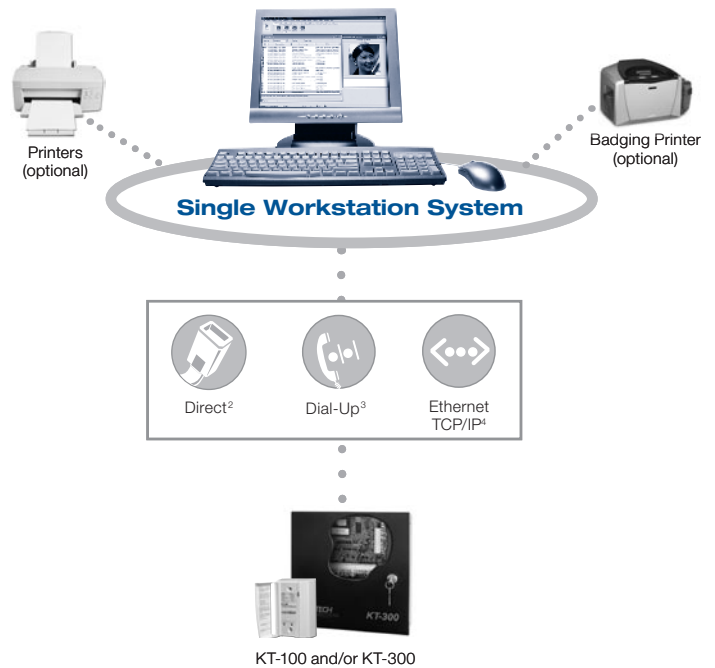 Printers
(optional)
Badging Printer
(optional)
Single Workstation System
Direct²
Dial-Up³
Ethernet
TCP/IP⁴
TECH
KT-300
KT-100 and/or KT-300